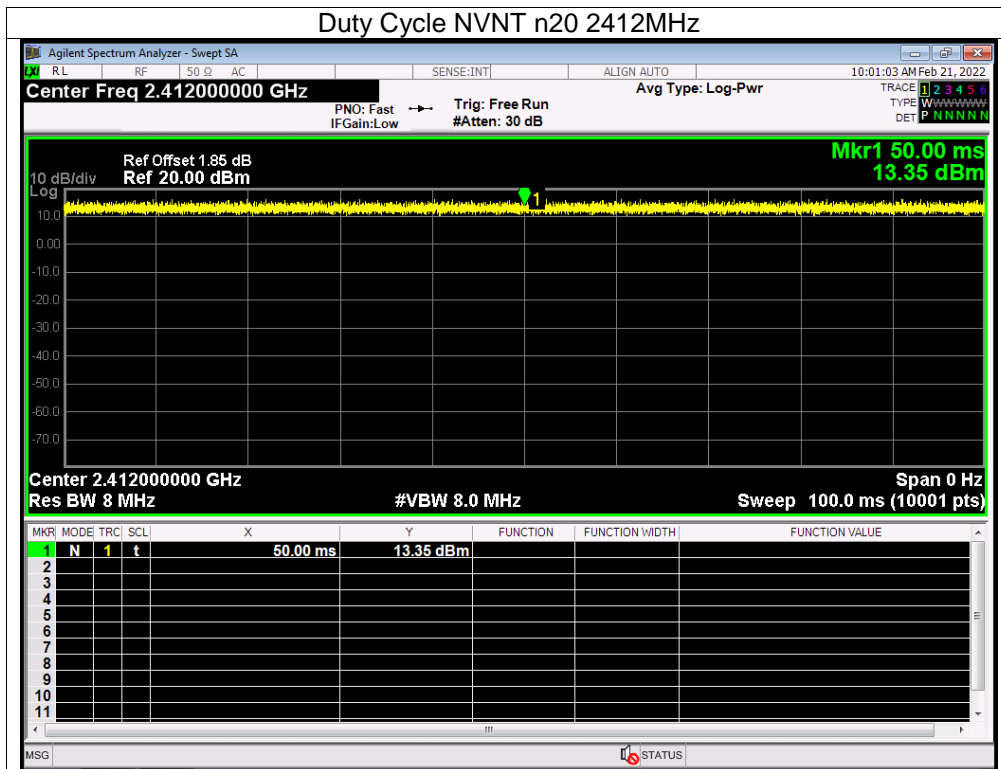 Duty Cycle NVNT n20 2412MHz
Agilent Spectrum Analyzer - Swept SA
LXI RL RF 50 Ω AC SENSE:INT ALIGN AUTO 10:01:03 AM Feb 21, 2022
Center Freq 2.412000000 GHz Avg Type: Log-Pwr TRACE 1 2 3 4 5 6
PNO: Fast Trig: Free Run TYPE WWWWWWW
IFGain:Low #Atten: 30 dB DET P N N N N N
Mkr1 50.00 ms
Ref Offset 1.85 dB
10 dB/div Ref 20.00 dBm 13.35 dBm
Log
1
10.0
0.00
-10.0
-20.0
-30.0
-40.0
-50.0
-60.0
-70.0
Center 2.412000000 GHz Span 0 Hz
Res BW 8 MHz #VBW 8.0 MHz Sweep 100.0 ms (10001 pts)
MKR MODE TRC SCL X Y FUNCTION FUNCTION WIDTH FUNCTION VALUE
1 N 1 t 50.00 ms 13.35 dBm
2
3
4
5
6
7
8
9
10
11
MSG STATUS